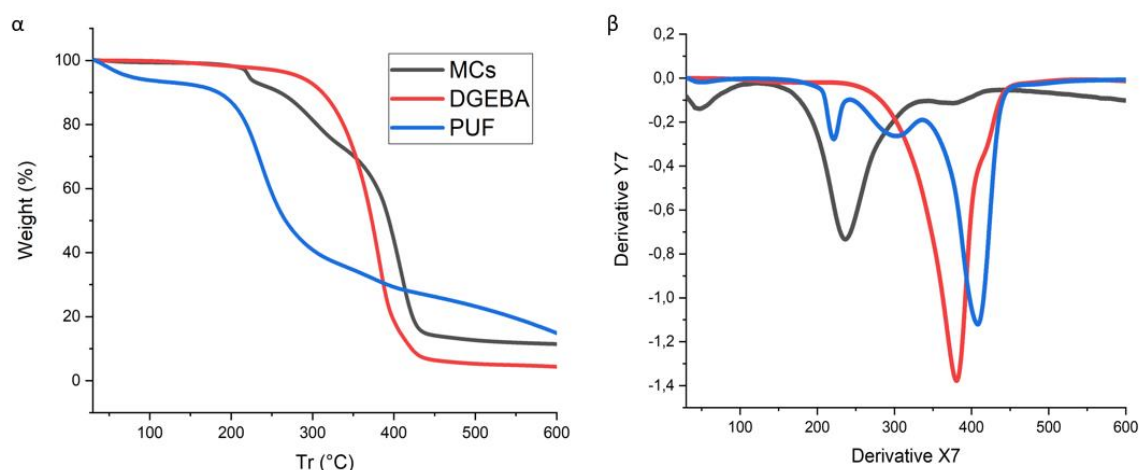 α
100
80
60
40
20
0
100 200 300 400 500 600
Weight (%)
Tr (°C)
MCs
DGEBA
PUF
β
0,2
0,0
-0,2
-0,4
-0,6
-0,8
-1,0
-1,2
-1,4
100 200 300 400 500 600
Derivative Y7
Derivative X7